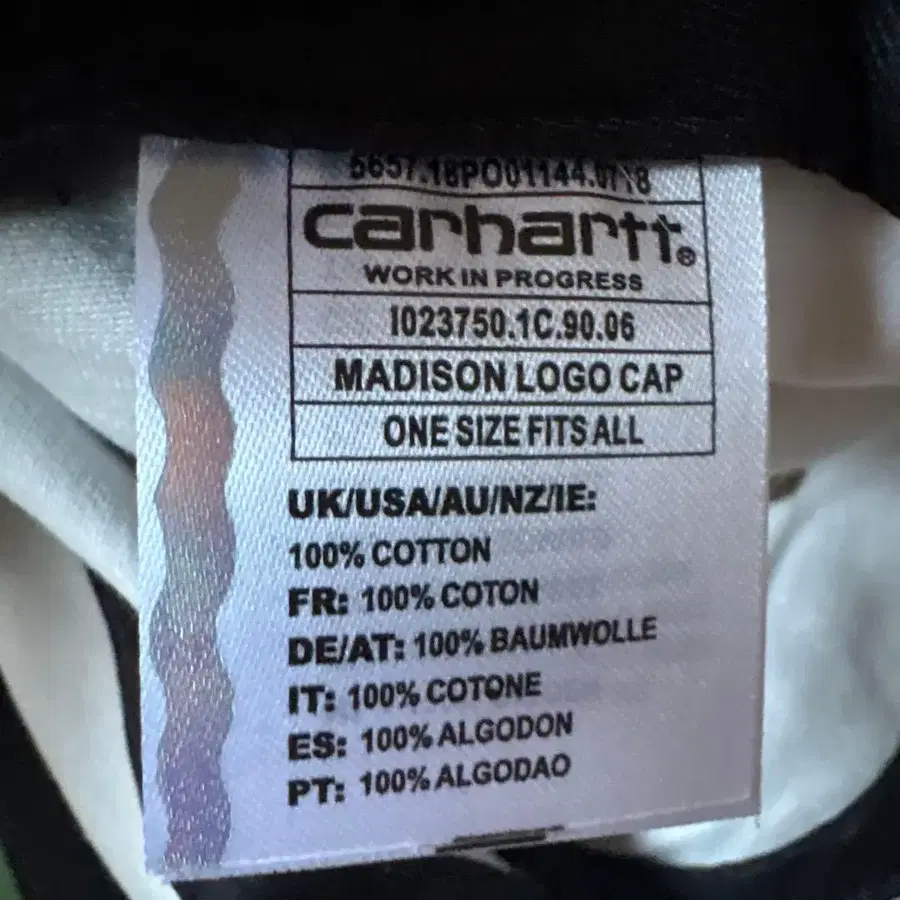 5657.18PO01144.0718
carhartt®
WORK IN PROGRESS
I023750.1C.90.06
MADISON LOGO CAP
ONE SIZE FITS ALL
UK/USA/AU/NZ/IE:
100% COTTON
FR: 100% COTON
DE/AT: 100% BAUMWOLLE
IT: 100% COTONE
ES: 100% ALGODON
PT: 100% ALGODAO